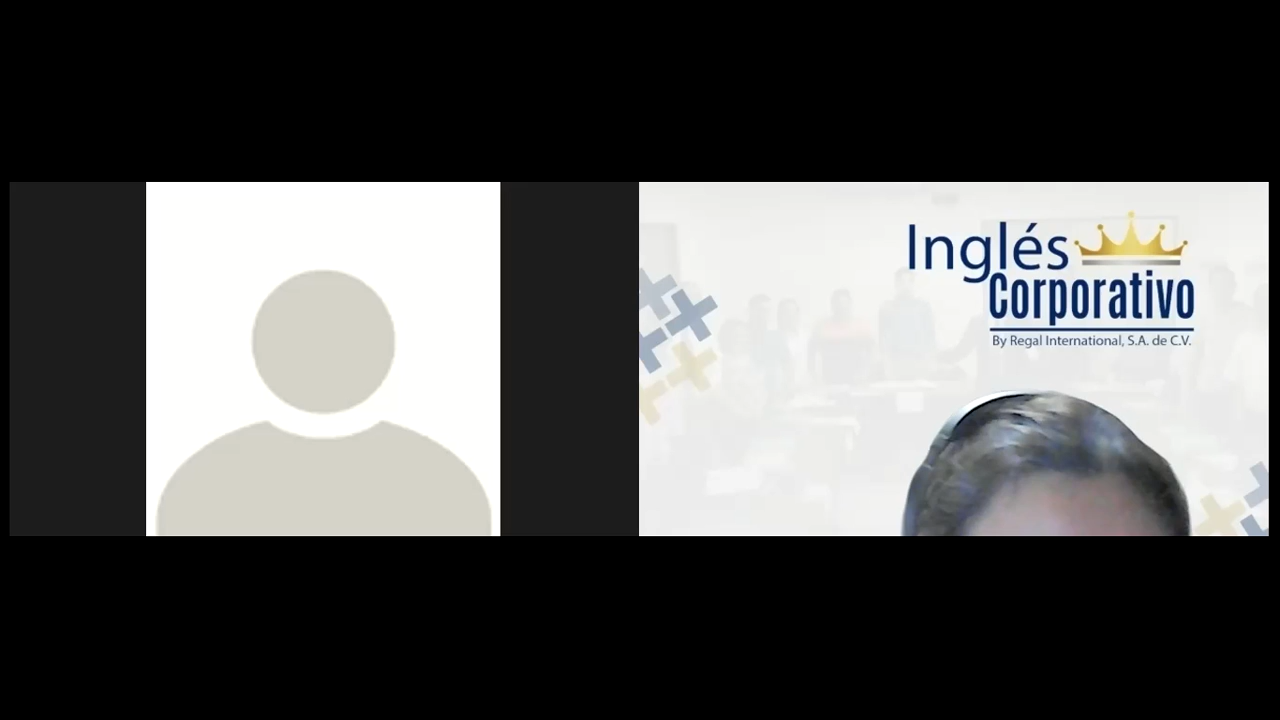 Inglés
Corporativo
By Regal International, S.A. de C.V.